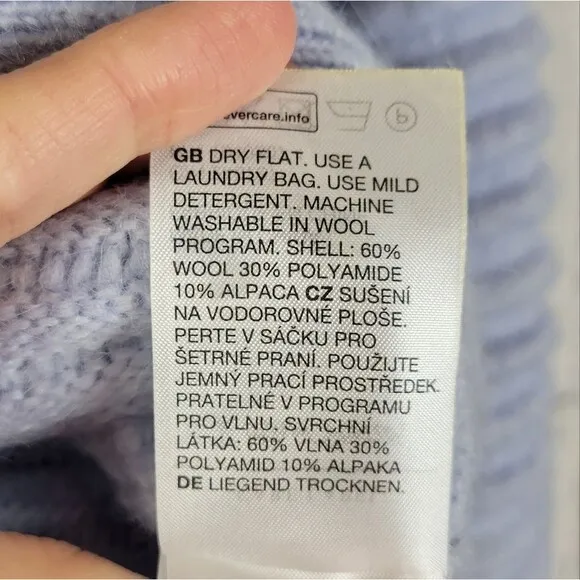 evercare.info
GB DRY FLAT. USE A
LAUNDRY BAG. USE MILD
DETERGENT. MACHINE
WASHABLE IN WOOL
PROGRAM. SHELL: 60%
WOOL 30% POLYAMIDE
10% ALPACA CZ SUŠENÍ
NA VODOROVNÉ PLOŠE.
PERTE V SÁČKU PRO
ŠETRNÉ PRANÍ. POUŽIJTE
JEMNÝ PRACÍ PROSTŘEDEK.
PRATELNÉ V PROGRAMU
PRO VLNU. SVRCHNÍ
LÁTKA: 60% VLNA 30%
POLYAMID 10% ALPAKA
DE LIEGEND TROCKNEN.